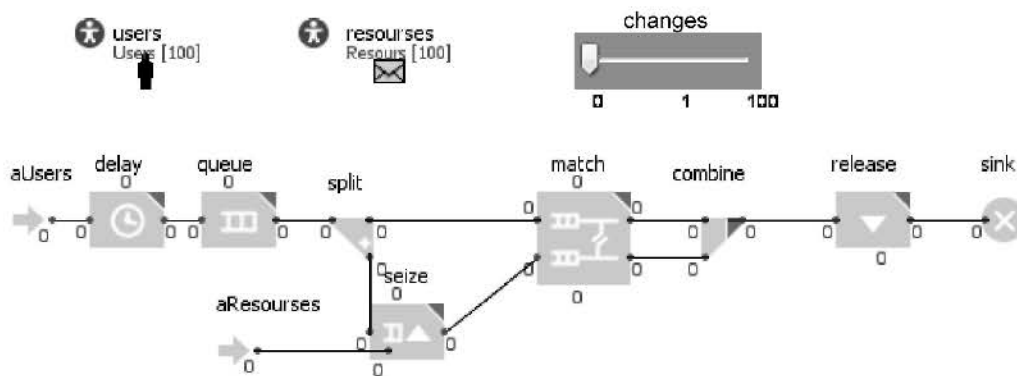 users
Users [100]
resourses
Resours [100]
changes
0 1 100
aUsers
delay
0
queue
0
split
match
0
combine
release
sink
0 0 0 0 0 0 0 0 0 0 0 0 0 0
0
seize
0
0 0 0 0
0
0
aResourses
0 0
0 0